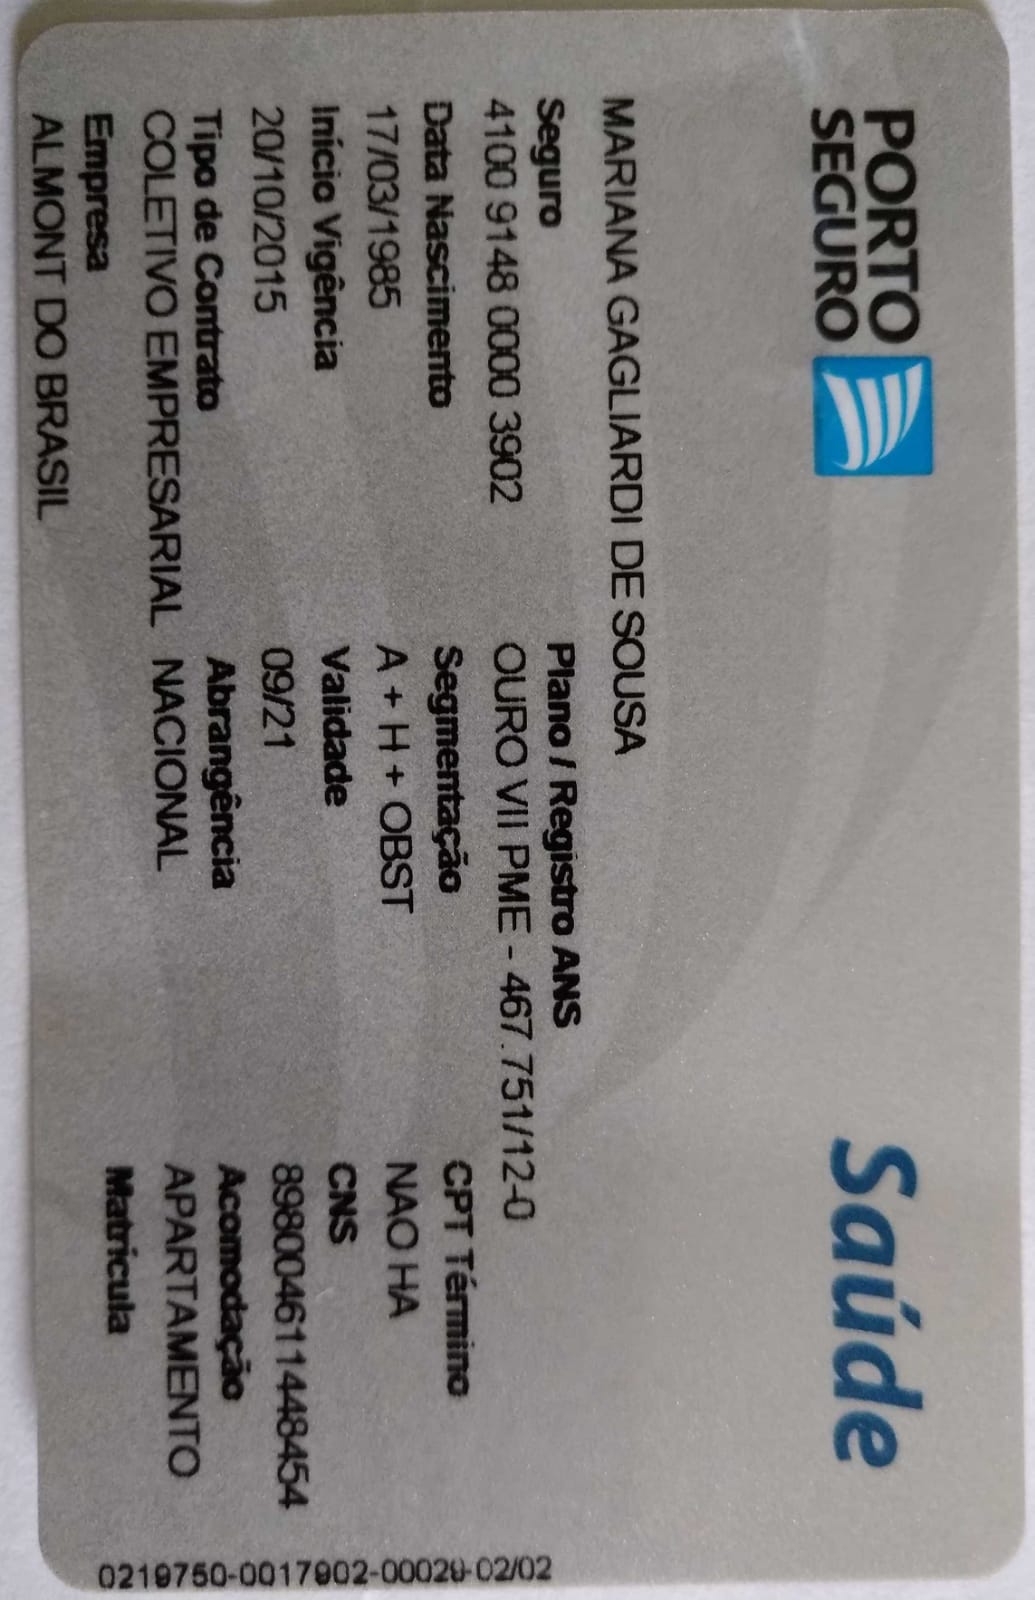 PORTO
SEGURO
Saúde
MARIANA GAGLIARDI DE SOUSA
Seguro Plano / Registro ANS
4100 9148 0000 3902 OURO VII PME - 467.751/12-0
Data Nascimento Segmentação CPT Término
17/03/1985 A + H + OBST NAO HA
Início Vigência Validade CNS
20/10/2015 09/21 898004611448454
Tipo de Contrato Abrangência Acomodação
COLETIVO EMPRESARIAL NACIONAL APARTAMENTO
Empresa Matrícula
ALMONT DO BRASIL
0219750-0017902-00029-02/02